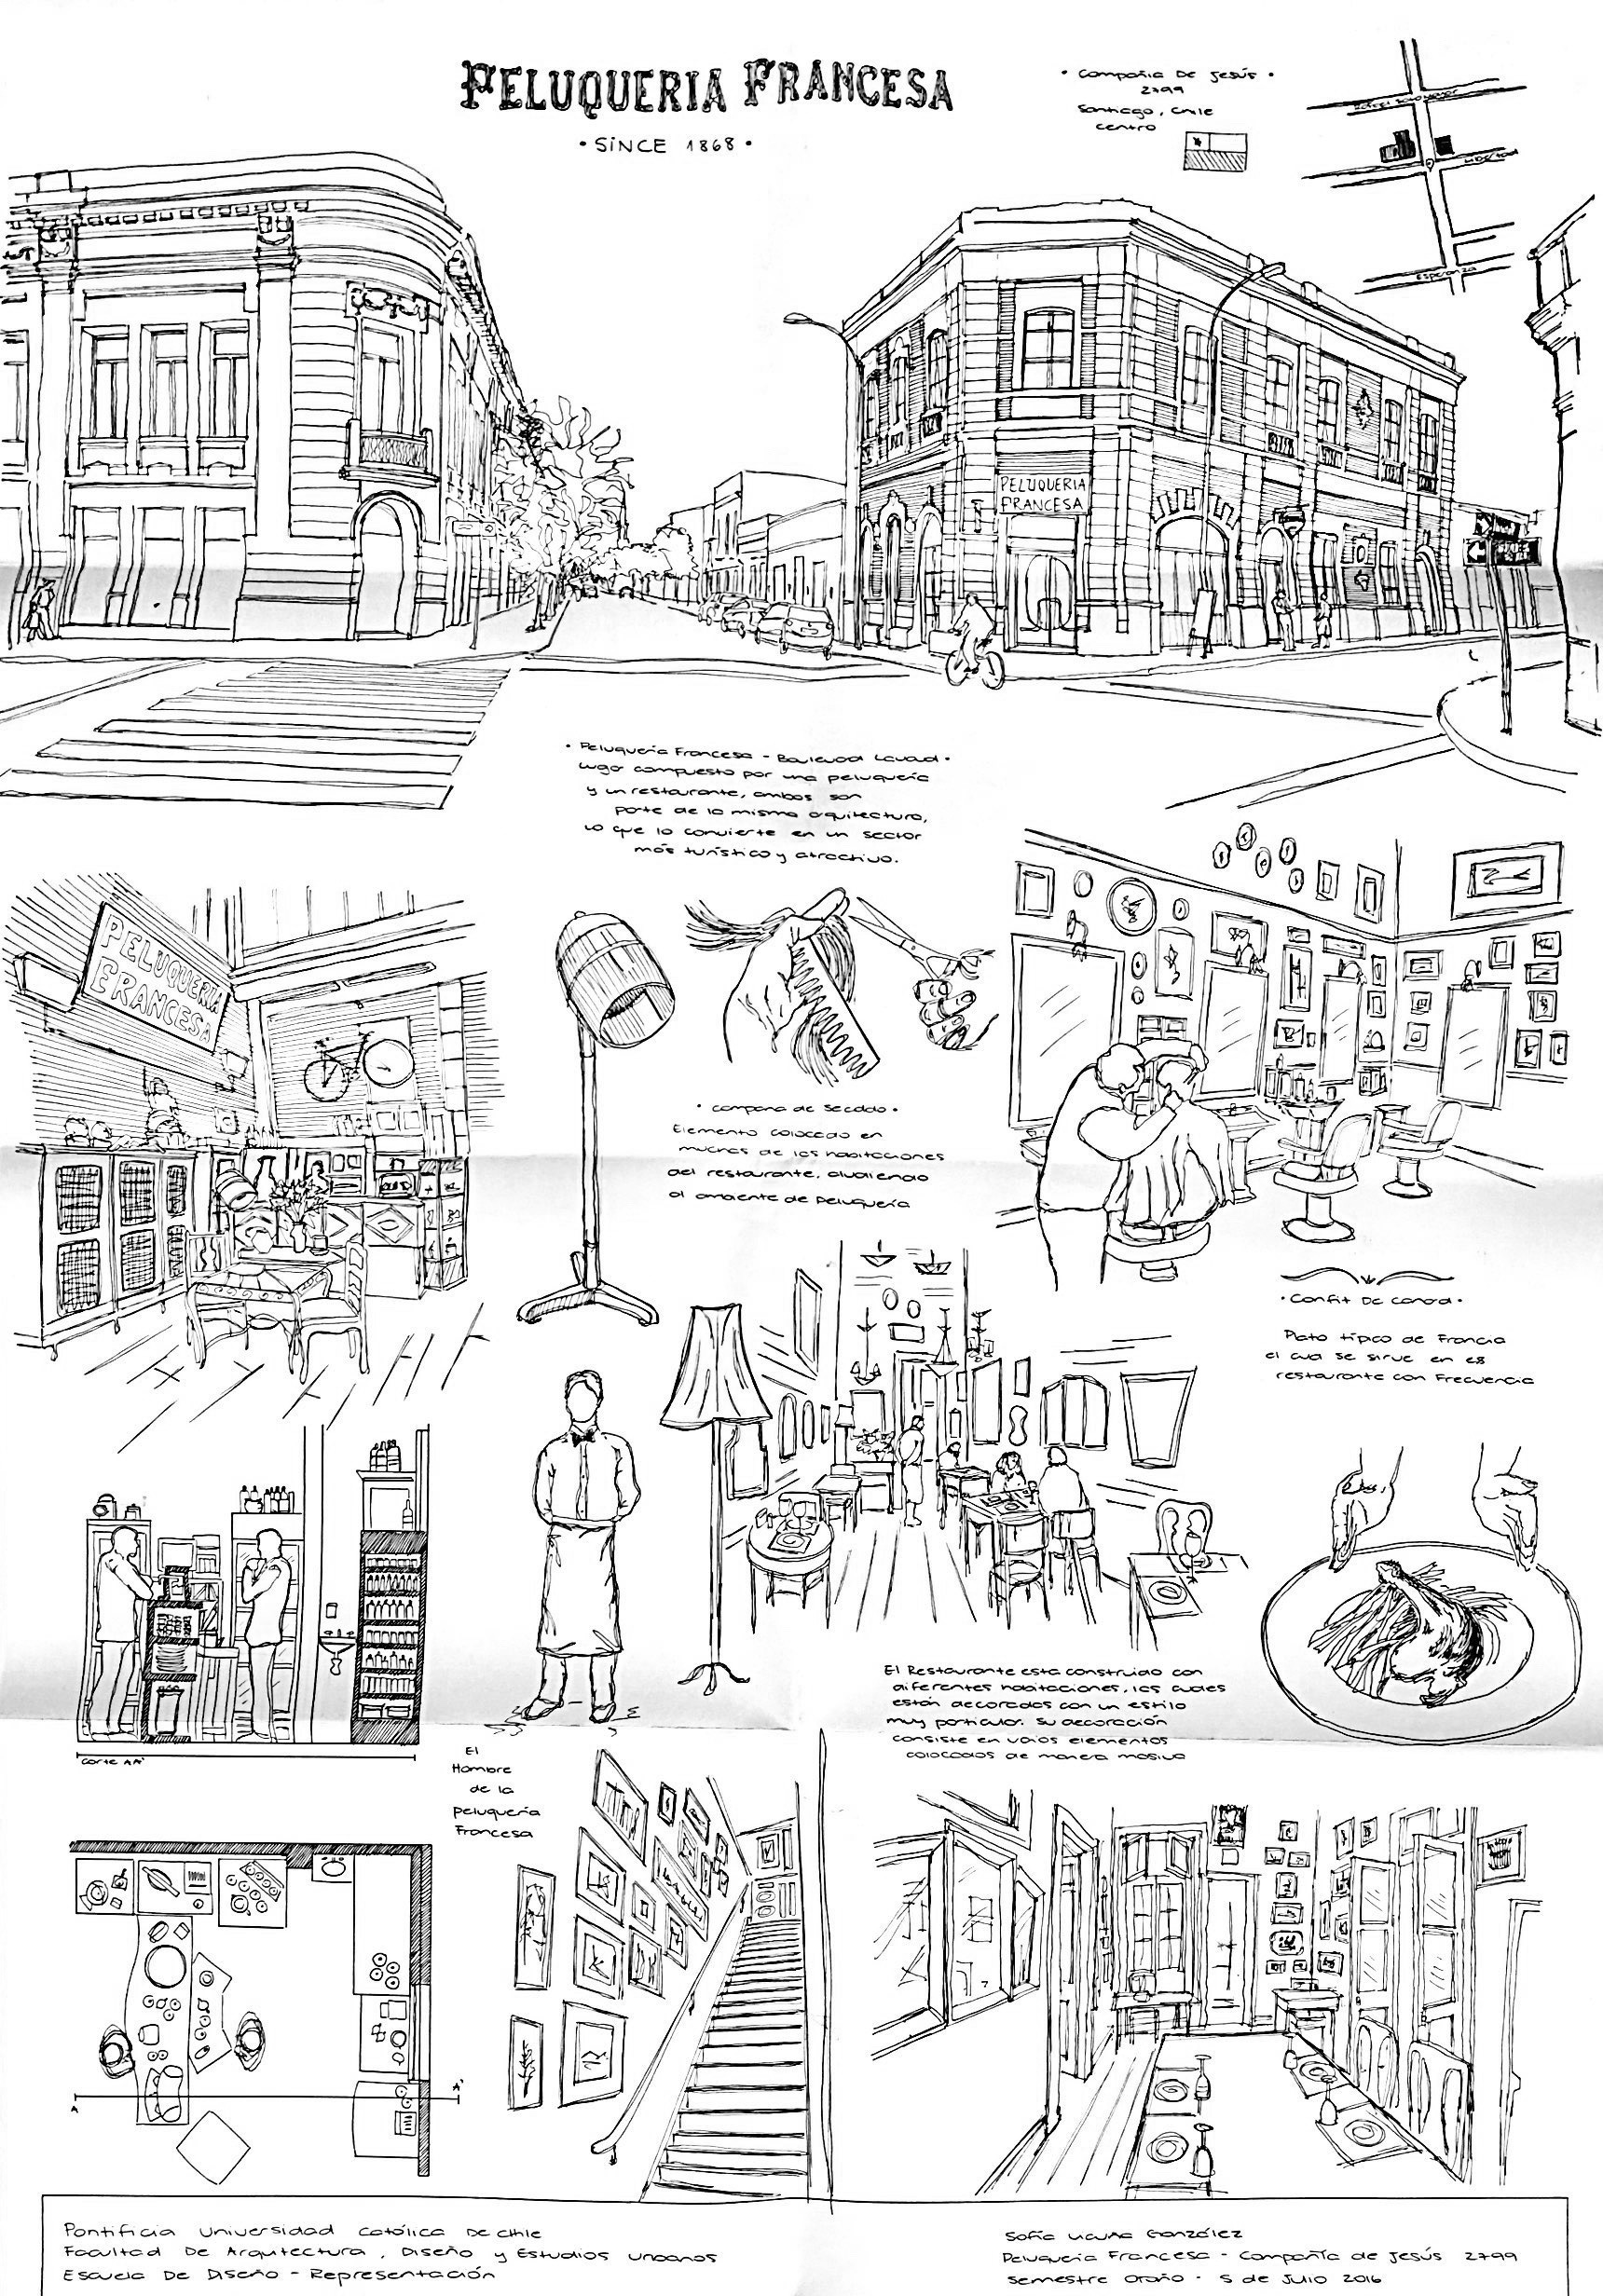 PELUQUERIA FRANCESA
• SINCE 1868 •
• Compañia De Jesús •
2799
Santiago, Chile
centro
Libertad
Esperanza
PELUQUERIA
FRANCESA
• Peluquería Francesa - Boulevard Lavaud •
Lugar compuesto por una peluquería
y un restaurante, ambos son
parte de la misma arquitectura,
lo que lo convierte en un sector
más turístico y atractivo.
PELUQUERIA
FRANCESA
• campana de secado •
Elemento colocado en
muchas de las habitaciones
del restaurante, aludiendo
al ambiente de peluquería
• Confit De canard •
Plato típico de Francia
el cual se sirve en es
restaurante con Frecuencia
El Restaurante esta construido con
diferentes habitaciones, las cuales
están decoradas con un estilo
muy particular. Su decoración
consiste en varios elementos
colocados de manera masiva
corte AA'
El
Hombre
de la
peluquería
Francesa
A
A'
Pontificia Universidad Católica De Chile
Facultad De Arquitectura, Diseño y Estudios Urbanos
Escuela De Diseño - Representación
Sofía Vicuña González
Peluquería Francesa - Compañía de Jesús 2799
Semestre Otoño - 5 de Julio 2016